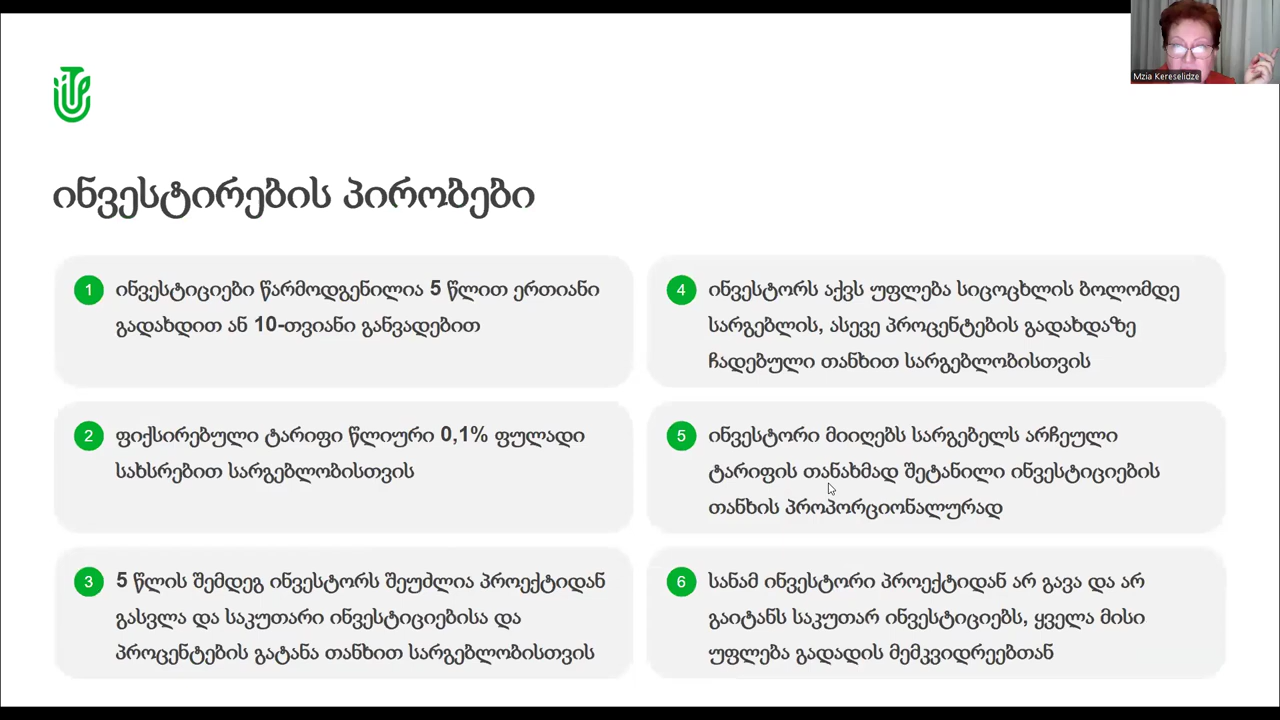 Mzia Kereselidze
ინვესტირების პირობები
1
ინვესტიციები წარმოდგენილია 5 წლით ერთიანი
გადახდით ან 10-თვიანი განვადებით
2
ფიქსირებული ტარიფი წლიური 0,1% ფულადი
სახსრებით სარგებლობისთვის
3
5 წლის შემდეგ ინვესტორს შეუძლია პროექტიდან
გასვლა და საკუთარი ინვესტიციებისა და
პროცენტების გატანა თანხით სარგებლობისთვის
4
ინვესტორს აქვს უფლება სიცოცხლის ბოლომდე
სარგებლის, ასევე პროცენტების გადახდაზე
ჩადებული თანხით სარგებლობისთვის
5
ინვესტორი მიიღებს სარგებელს არჩეული
ტარიფის თანახმად შეტანილი ინვესტიციების
თანხის პროპორციონალურად
6
სანამ ინვესტორი პროექტიდან არ გავა და არ
გაიტანს საკუთარ ინვესტიციებს, ყველა მისი
უფლება გადადის მემკვიდრეებთან